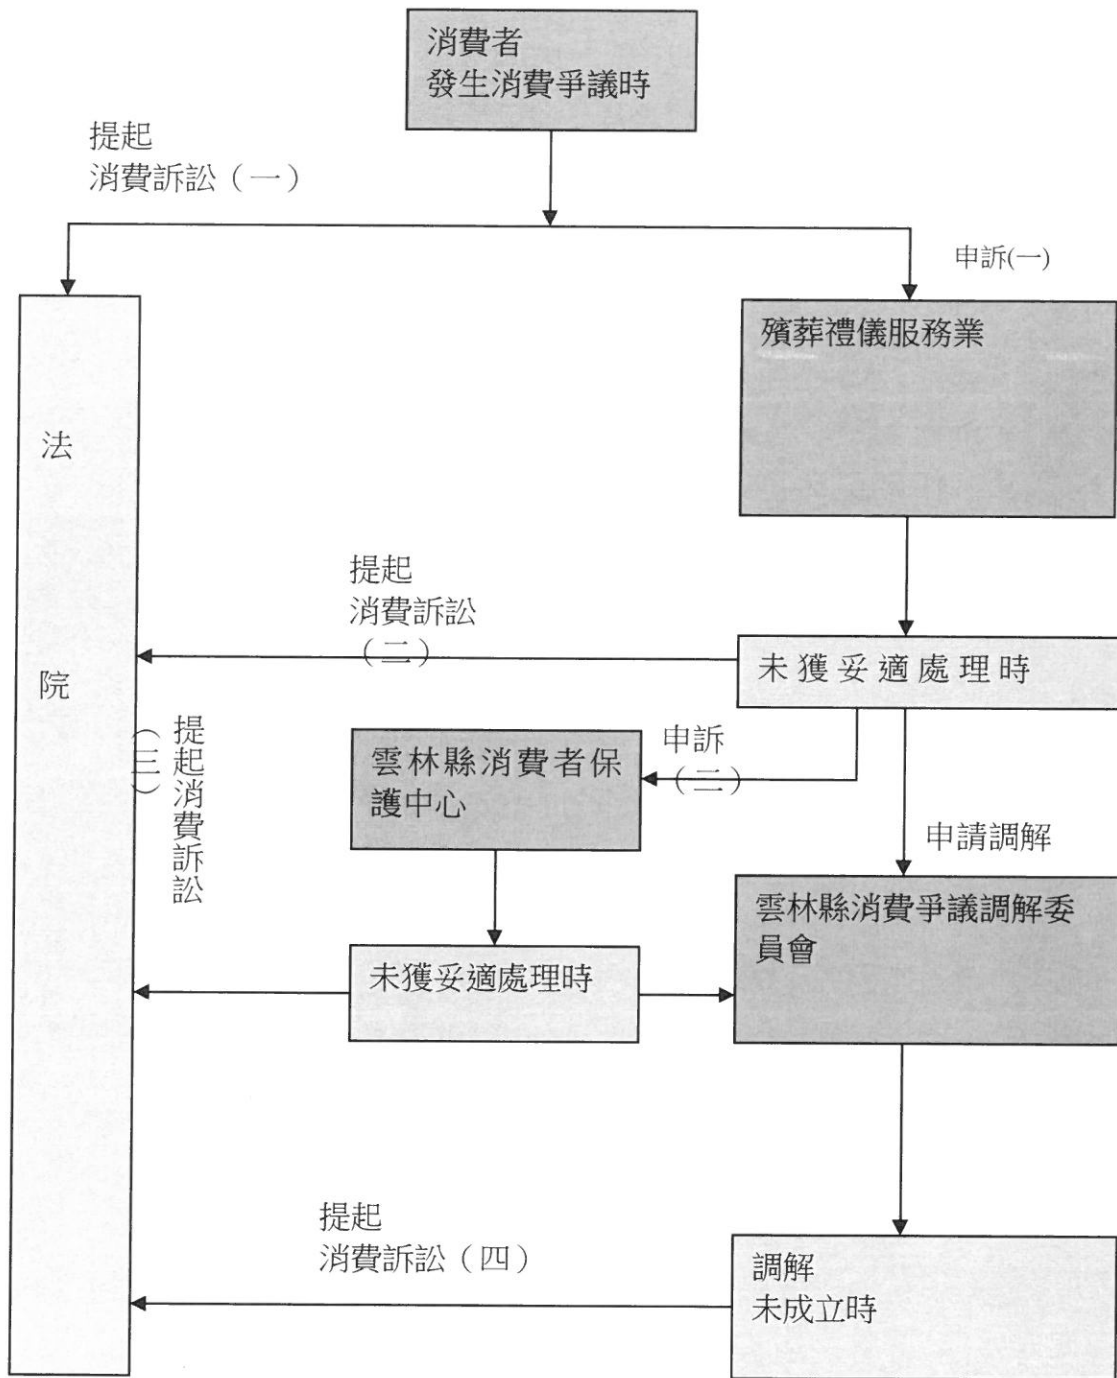 消費者
發生消費爭議時
提起
消費訴訟（一）
申訴(一)
殯葬禮儀服務業
法
院
提起
消費訴訟
（二）
未獲妥適處理時
提起消費訴訟
（三）
雲林縣消費者保
護中心
申訴
（二）
申請調解
雲林縣消費爭議調解委
員會
未獲妥適處理時
提起
消費訴訟（四）
調解
未成立時